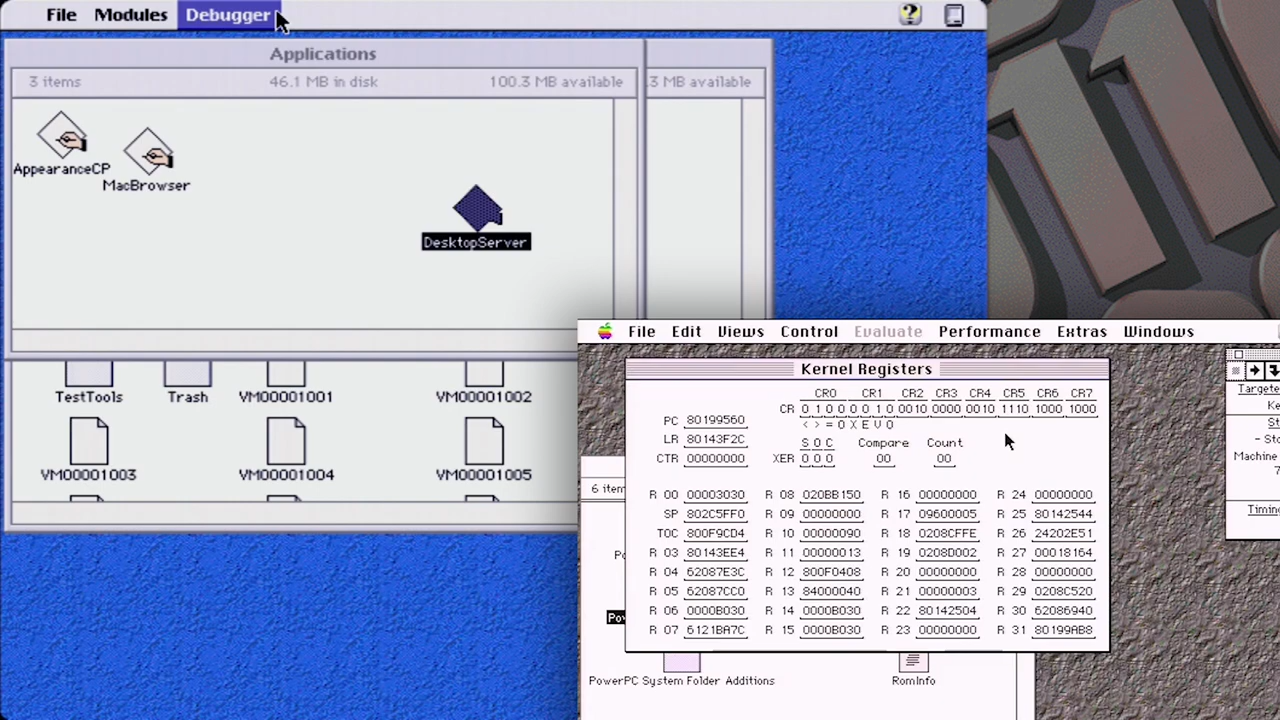 File Modules Debugger
Applications
3 items 46.1 MB in disk 100.3 MB available .3 MB available
AppearanceCP
MacBrowser
DesktopServer
TestTools Trash VM00001001 VM00001002
VM00001003 VM00001004 VM00001005
File Edit Views Control Evaluate Performance Extras Windows
Kernel Registers
CR0 CR1 CR2 CR3 CR4 CR5 CR6 CR7
CR 0 1 0 0 0 0 1 0 0010 0000 0010 1110 1000 1000
< > = O X E V O
PC 80199560
LR 80143F2C
CTR 00000000
S O C Compare Count
XER 0 0 0 00 00
R 00 00003030 R 08 020BB150 R 16 00000000 R 24 00000000
SP 802C5FF0 R 09 00000000 R 17 09600005 R 25 80142544
TOC 800F9CD4 R 10 00000090 R 18 0208CFFE R 26 24202E51
R 03 80143EE4 R 11 00000013 R 19 0208D002 R 27 00018164
R 04 62087E3C R 12 800F0408 R 20 00000000 R 28 00000000
R 05 62087CC0 R 13 84000040 R 21 00000003 R 29 0208C520
R 06 0000B030 R 14 0000B030 R 22 80142504 R 30 62086940
R 07 6121BA7C R 15 0000B030 R 23 00000000 R 31 80199AB8
6 item
Po
PowerPC System Folder Additions RomInfo
Targete
Ke
St
- Sto
Machine
7
Timing